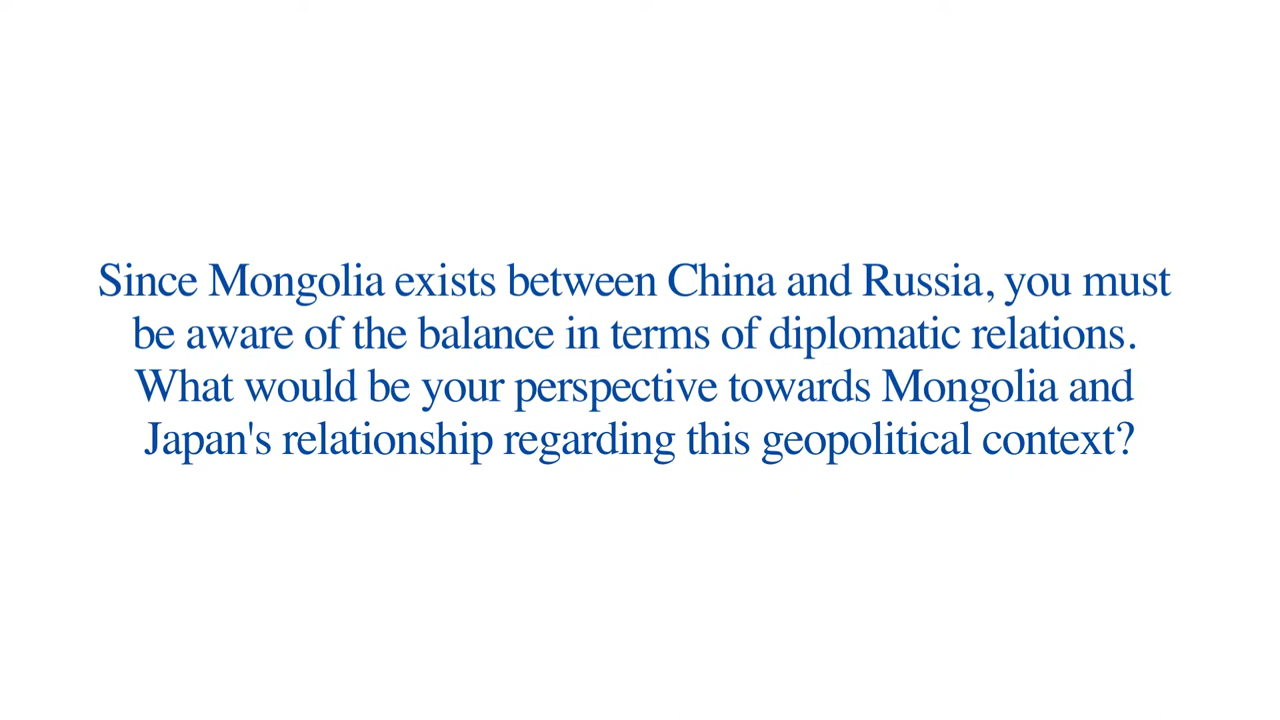 Since Mongolia exists between China and Russia, you must
be aware of the balance in terms of diplomatic relations.
What would be your perspective towards Mongolia and
Japan's relationship regarding this geopolitical context?